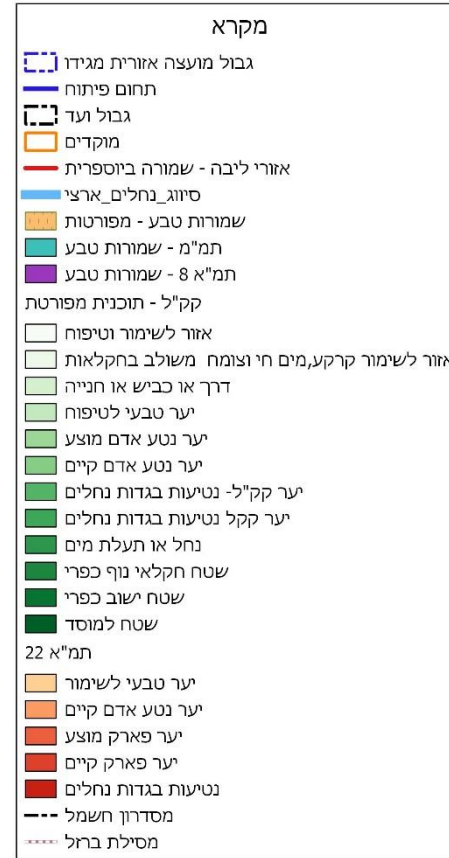 מקרא
גבול מועצה אזורית מגידו
תחום פיתוח
גבול ועד
מוקדים
אזורי ליבה - שמורה ביוספרית
סיווג_נחלים_ארצי
שמורות טבע - מפורטות
תמ"מ - שמורות טבע
תמ"א 8 - שמורות טבע
קק"ל - תוכנית מפורטת
אזור לשימור וטיפוח
אזור לשימור קרקע,מים חי וצומח משולב בחקלאות
דרך או כביש או חנייה
יער טבעי לטיפוח
יער נטע אדם מוצע
יער נטע אדם קיים
יער קק"ל- נטיעות בגדות נחלים
יער קקל נטיעות בגדות נחלים
נחל או תעלת מים
שטח חקלאי נוף כפרי
שטח ישוב כפרי
שטח למוסד
תמ"א 22
יער טבעי לשימור
יער נטע אדם קיים
יער פארק מוצע
יער פארק קיים
נטיעות בגדות נחלים
מסדרון חשמל
מסילת ברזל